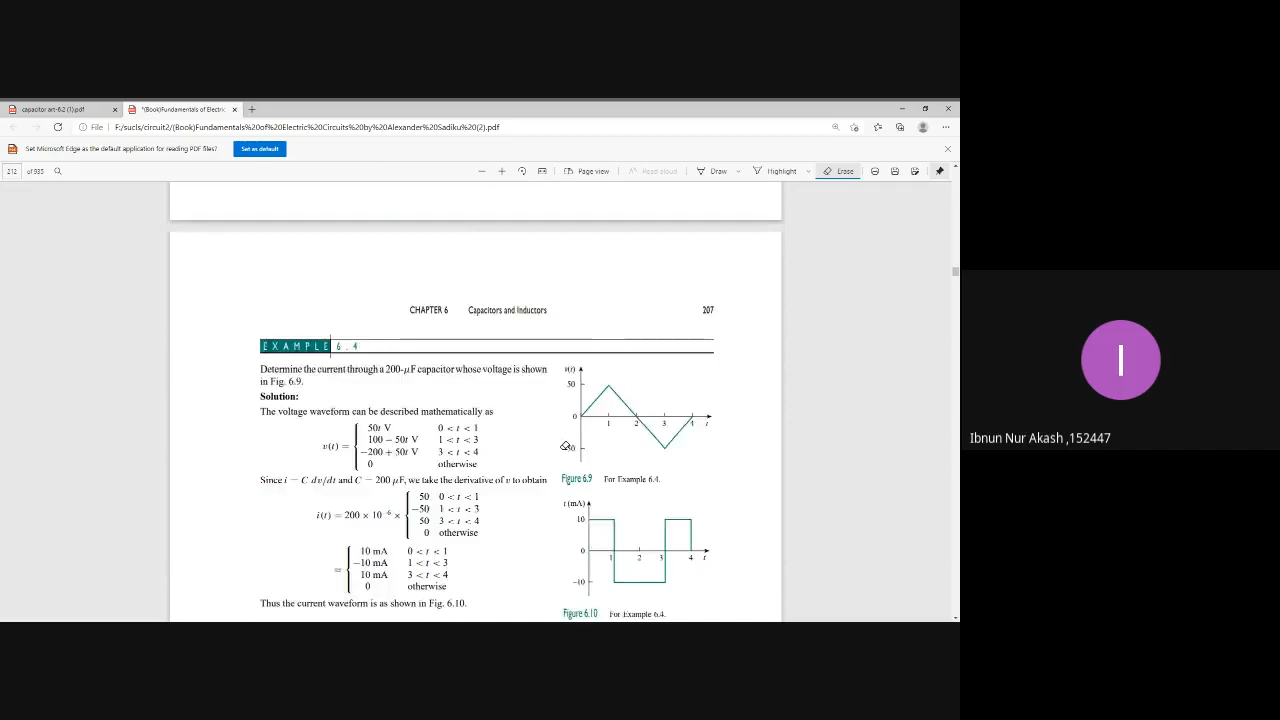 capacitor art-6.2 (1).pdf
*(Book)Fundamentals of Electric
File
F:/sucls/circuit2/(Book)Fundamentals%20of%20Electric%20Circuits%20by%20Alexander%20Sadiku%20(2).pdf
Set Microsoft Edge as the default application for reading PDF files?
Set as default
212 of 935
Page view
Read aloud
Draw
Highlight
Erase
CHAPTER 6 Capacitors and Inductors 207
EXAMPLE 6.4
Determine the current through a 200-μF capacitor whose voltage is shown
in Fig. 6.9.
Solution:
The voltage waveform can be described mathematically as
v(t) =
50t V 0 < t < 1
100 − 50t V 1 < t < 3
−200 + 50t V 3 < t < 4
0 otherwise
Since i = C dv/dt and C = 200 μF, we take the derivative of v to obtain
i(t) = 200 × 10⁻⁶ ×
50 0 < t < 1
−50 1 < t < 3
50 3 < t < 4
0 otherwise
=
10 mA 0 < t < 1
−10 mA 1 < t < 3
10 mA 3 < t < 4
0 otherwise
Thus the current waveform is as shown in Fig. 6.10.
v(t)
50
0
1 2 3 4 t
Figure 6.9 For Example 6.4.
i (mA)
10
0
1 2 3 4 t
−10
Figure 6.10 For Example 6.4.
I
Ibnun Nur Akash ,152447